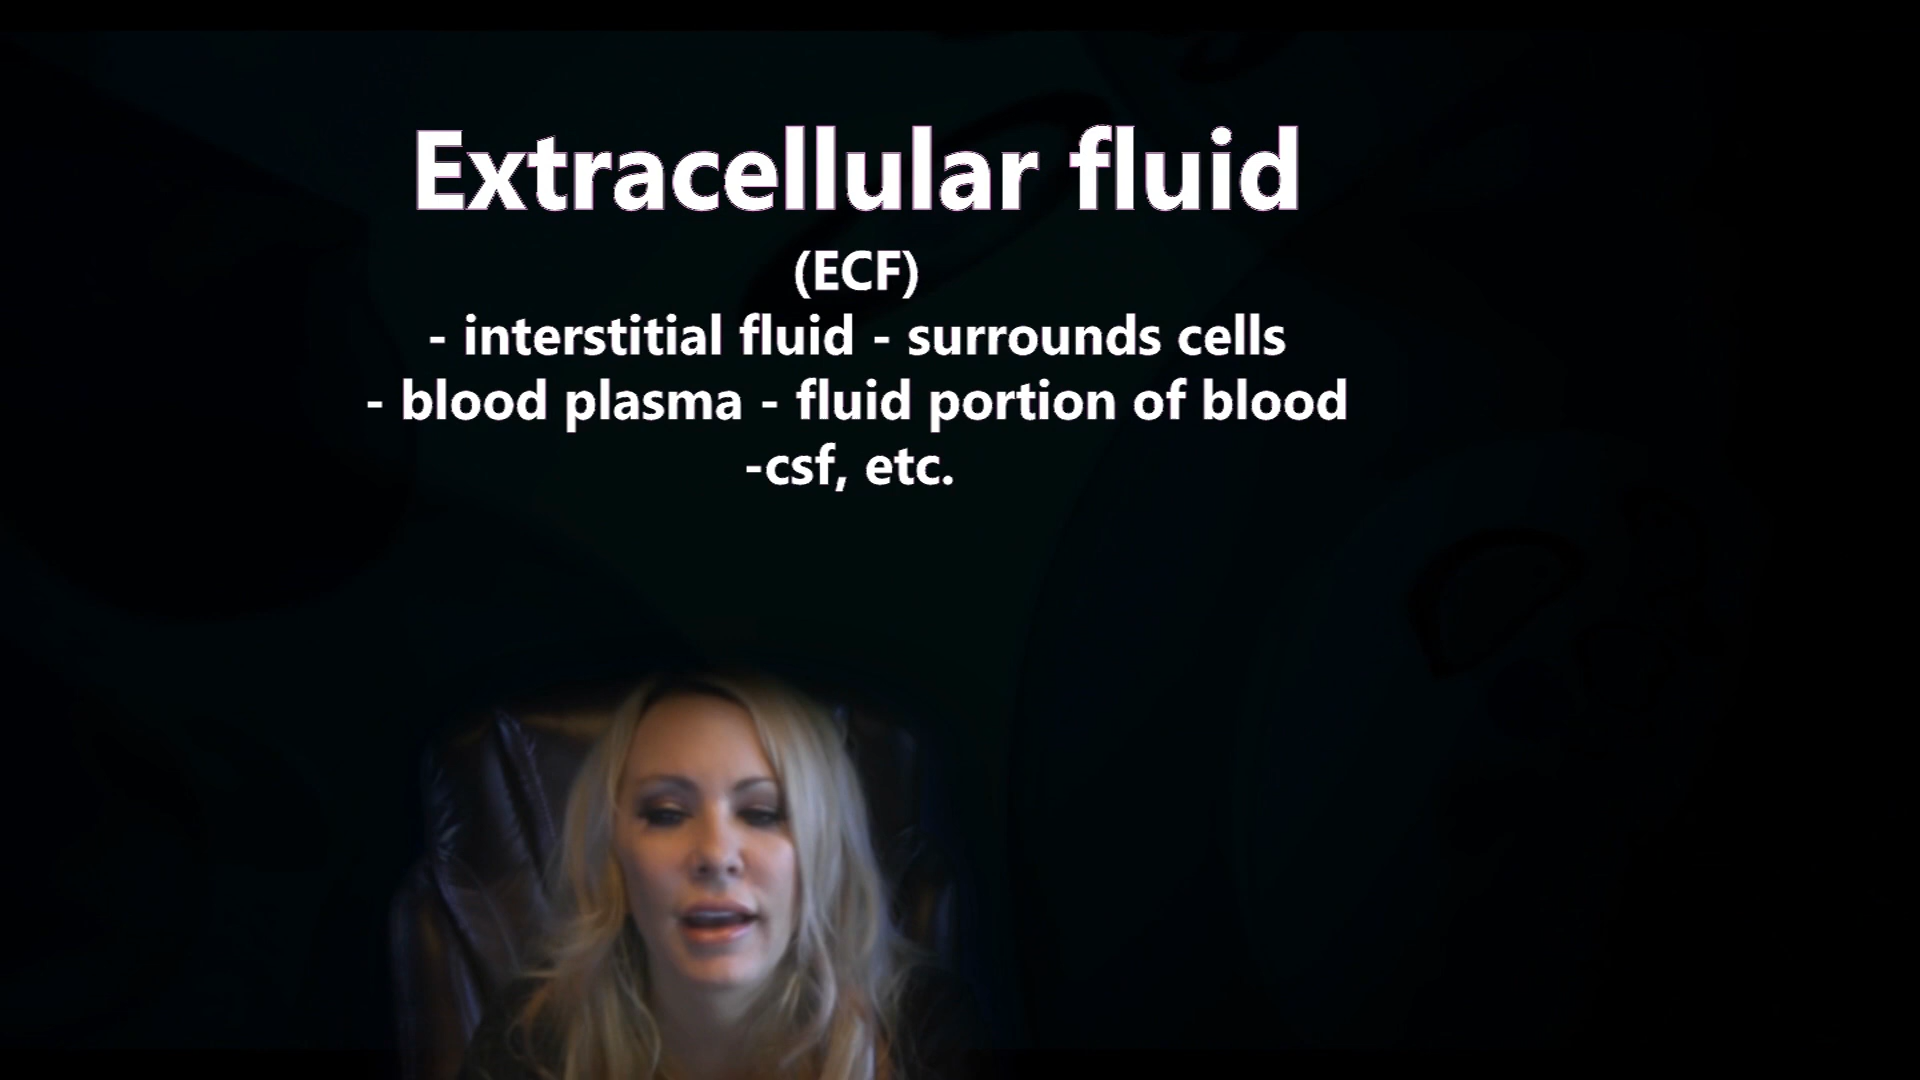 Extracellular fluid
(ECF)
- interstitial fluid - surrounds cells
- blood plasma - fluid portion of blood
-csf, etc.